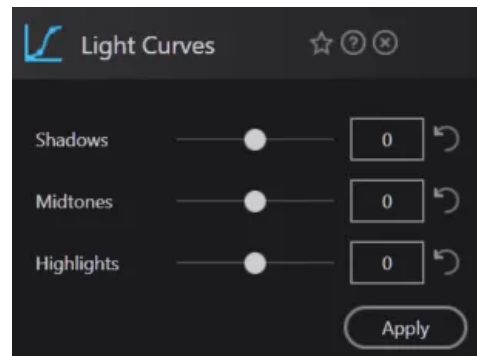 Light Curves
Shadows 0
Midtones 0
Highlights 0
Apply